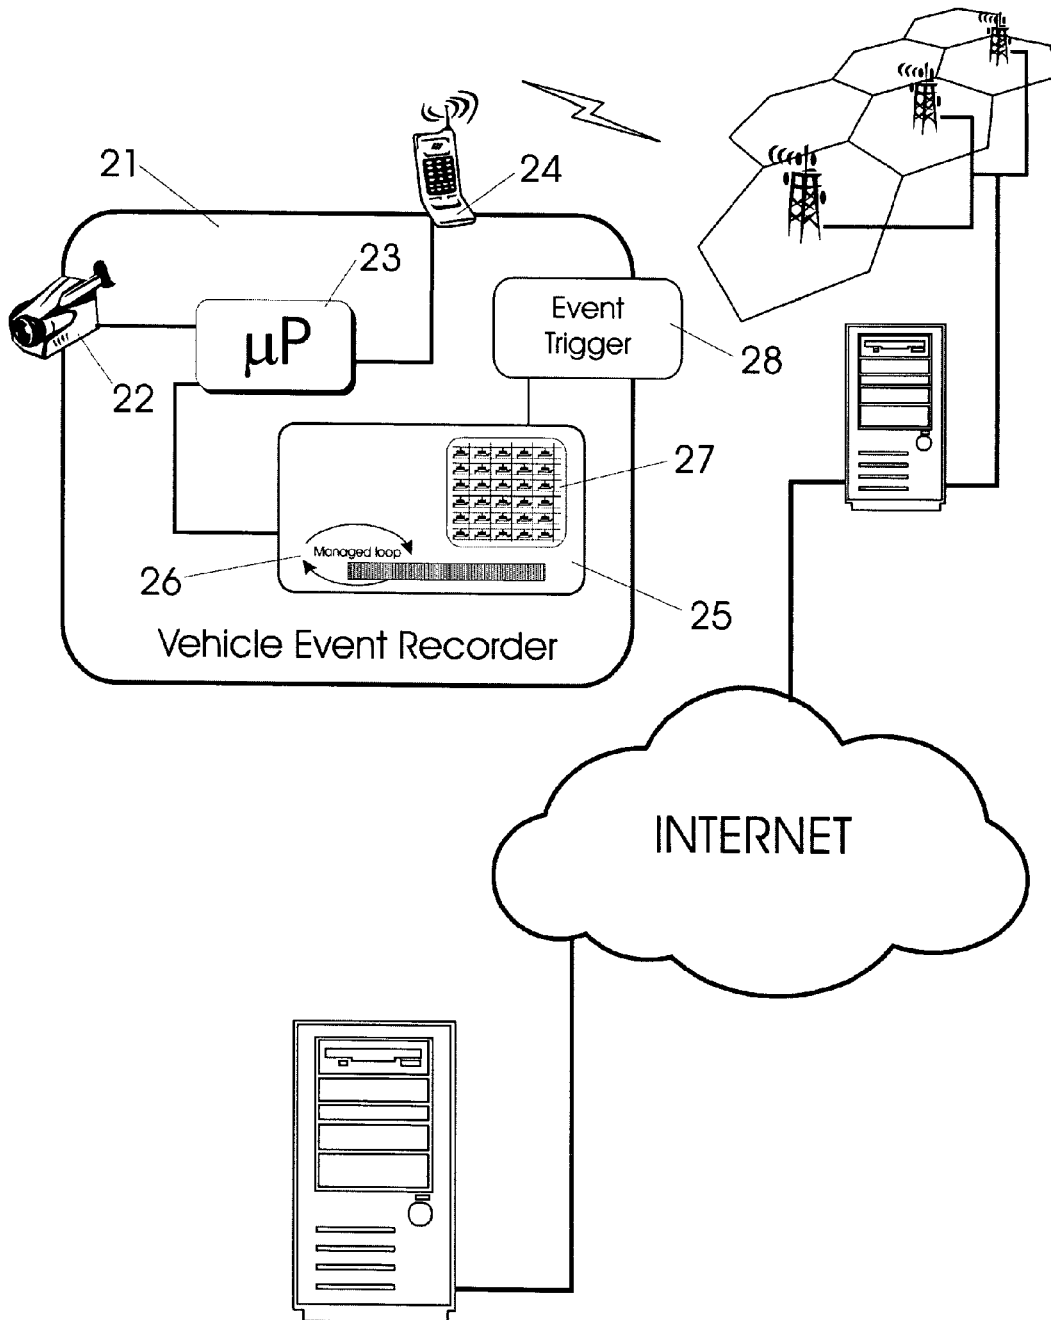 21
24
23
μP
Event
Trigger
28
22
27
Managed loop
26
25
Vehicle Event Recorder
INTERNET